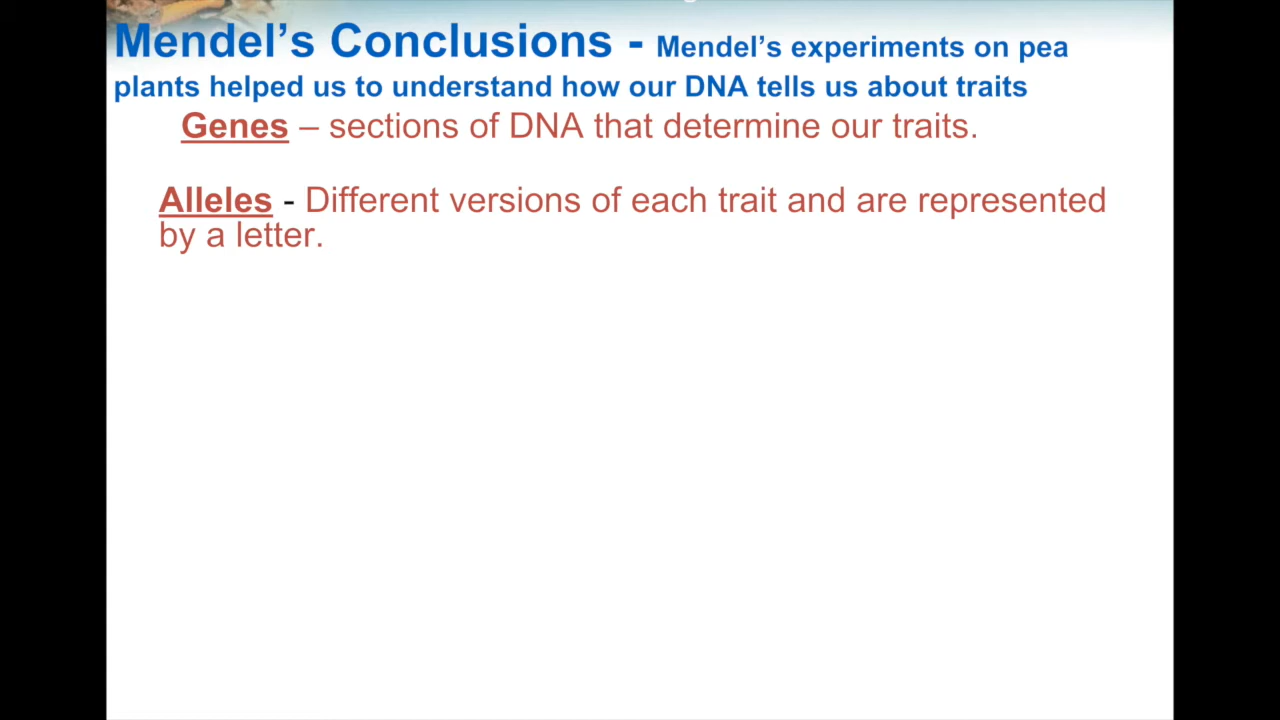 Mendel’s Conclusions - Mendel’s experiments on pea
plants helped us to understand how our DNA tells us about traits
Genes – sections of DNA that determine our traits.
Alleles - Different versions of each trait and are represented
by a letter.